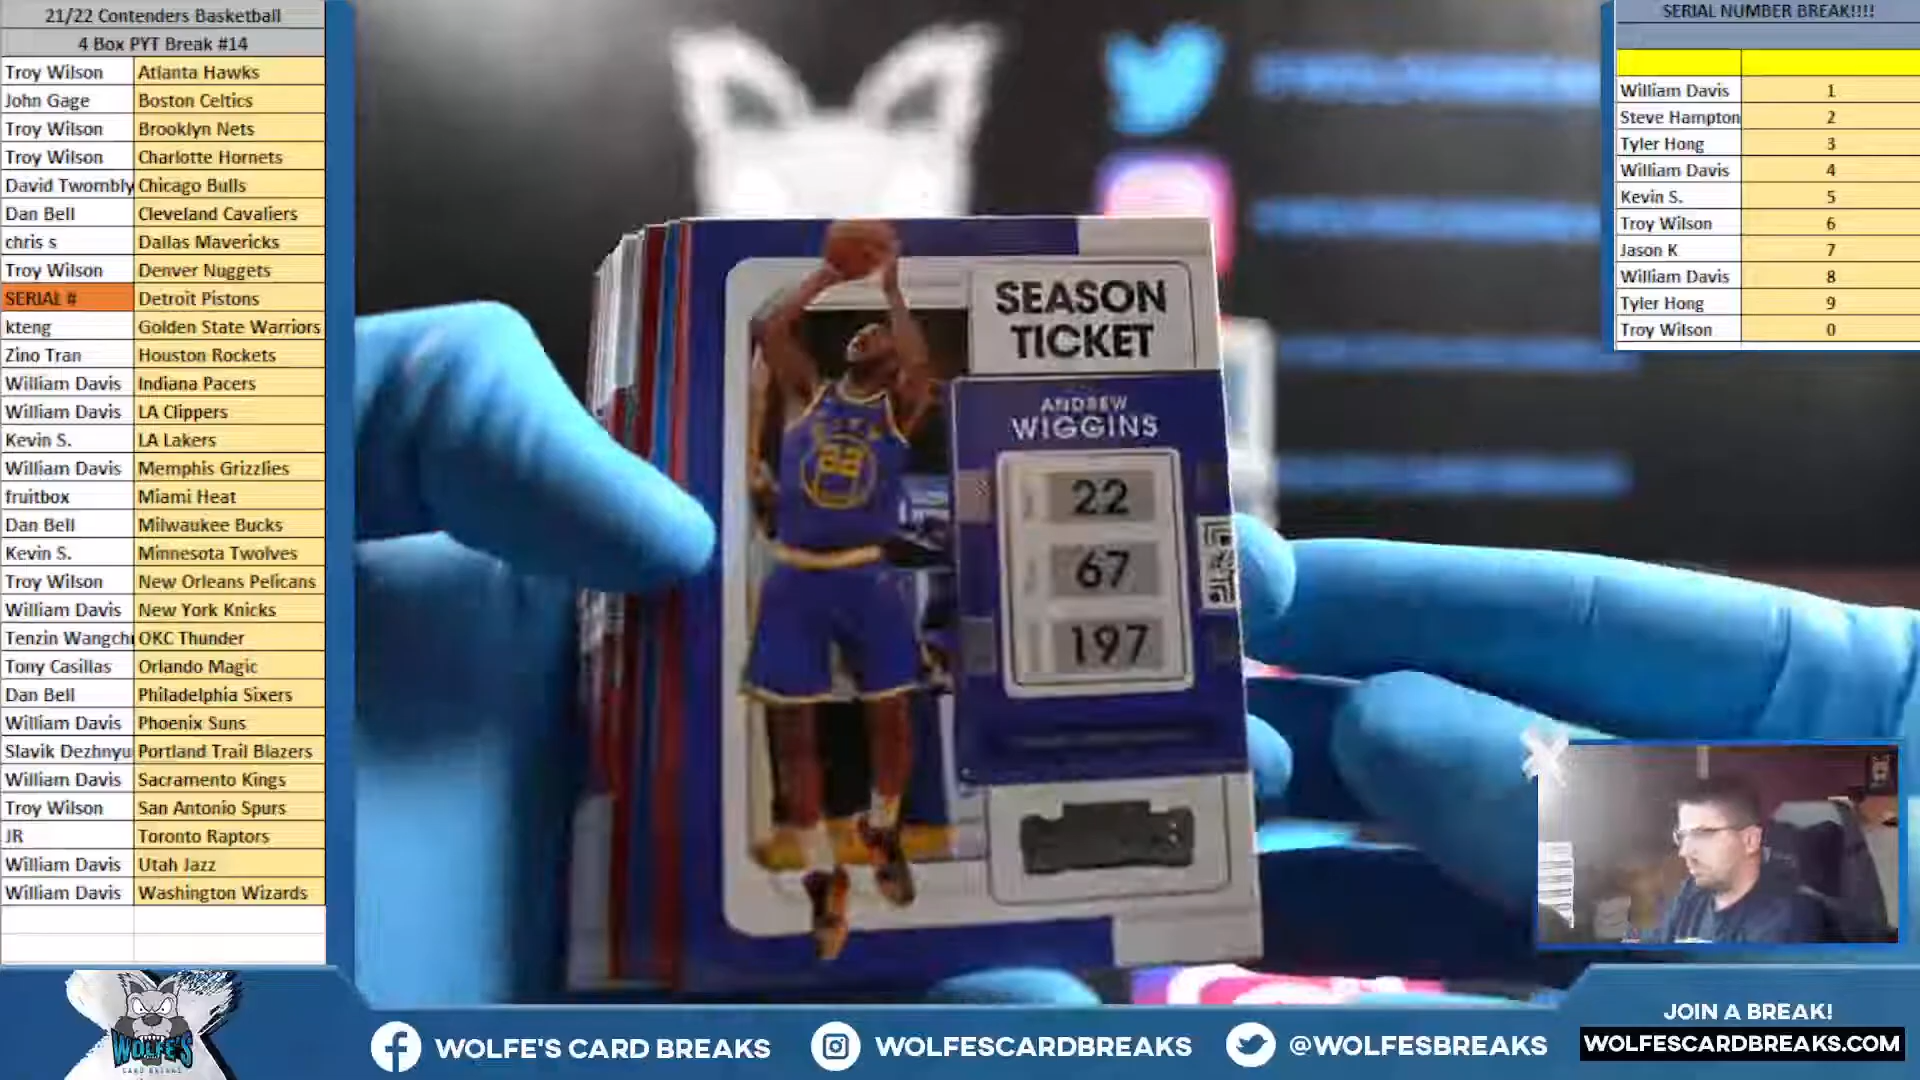 21/22 Contenders Basketball
4 Box PYT Break #14
Troy Wilson Atlanta Hawks
John Gage Boston Celtics
Troy Wilson Brooklyn Nets
Troy Wilson Charlotte Hornets
David Twombly Chicago Bulls
Dan Bell Cleveland Cavaliers
chris s Dallas Mavericks
Troy Wilson Denver Nuggets
SERIAL # Detroit Pistons
kteng Golden State Warriors
Zino Tran Houston Rockets
William Davis Indiana Pacers
William Davis LA Clippers
Kevin S. LA Lakers
William Davis Memphis Grizzlies
fruitbox Miami Heat
Dan Bell Milwaukee Bucks
Kevin S. Minnesota Twolves
Troy Wilson New Orleans Pelicans
William Davis New York Knicks
Tenzin Wangch OKC Thunder
Tony Casillas Orlando Magic
Dan Bell Philadelphia Sixers
William Davis Phoenix Suns
Slavik Dezhnyu Portland Trail Blazers
William Davis Sacramento Kings
Troy Wilson San Antonio Spurs
JR Toronto Raptors
William Davis Utah Jazz
William Davis Washington Wizards
SEASON
TICKET
ANDREW
WIGGINS
22
67
197
22
SERIAL NUMBER BREAK!!!!
William Davis 1
Steve Hampton 2
Tyler Hong 3
William Davis 4
Kevin S. 5
Troy Wilson 6
Jason K 7
William Davis 8
Tyler Hong 9
Troy Wilson 0
WOLFE'S
CARD BREAKS
WOLFE'S CARD BREAKS
WOLFESCARDBREAKS
@WOLFESBREAKS
JOIN A BREAK!
WOLFESCARDBREAKS.COM